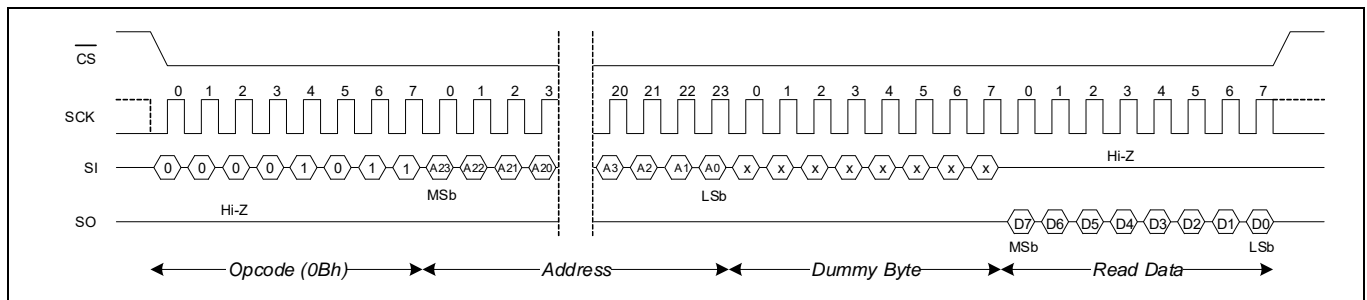 CS
0 1 2 3 4 5 6 7 0 1 2 3 20 21 22 23 0 1 2 3 4 5 6 7 0 1 2 3 4 5 6 7
SCK
Hi-Z
SI 0 0 0 0 1 0 1 1 A23 A22 A21 A20 A3 A2 A1 A0 x x x x x x x x
MSb LSb
Hi-Z
SO D7 D6 D5 D4 D3 D2 D1 D0
MSb LSb
Opcode (0Bh) Address Dummy Byte Read Data